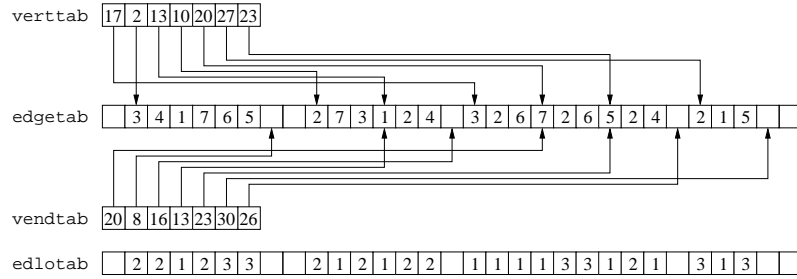 verttab 17 2 13 10 20 27 23
edgetab 3 4 1 7 6 5 2 7 3 1 2 4 3 2 6 7 2 6 5 2 4 2 1 5
vendtab 20 8 16 13 23 30 26
edlotab 2 2 1 2 3 3 2 1 2 1 2 2 1 1 1 1 3 3 1 2 1 3 1 3